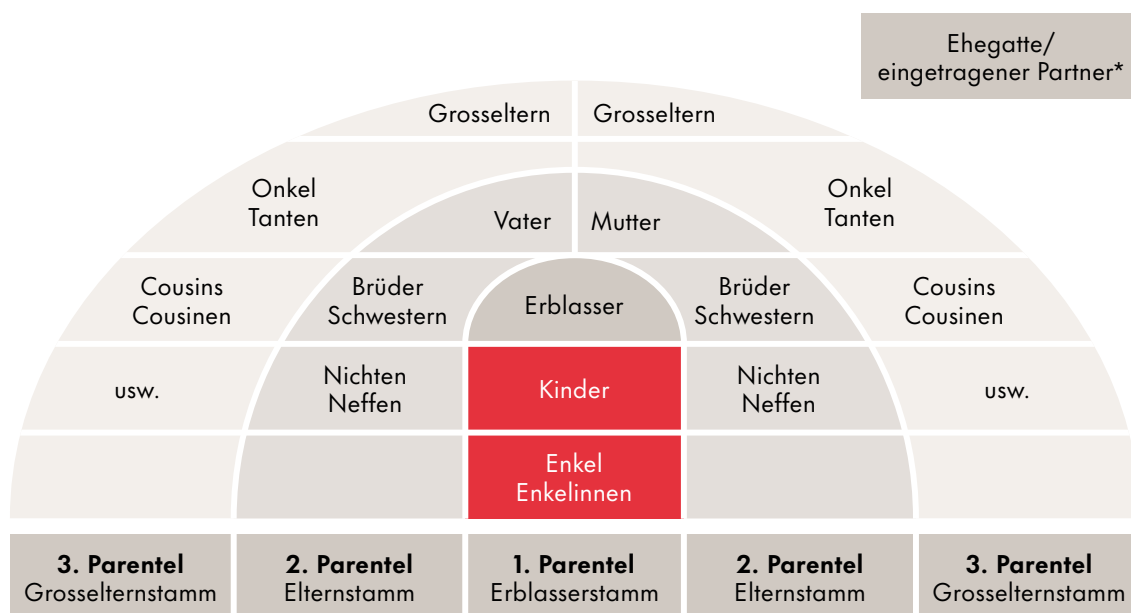 Ehegatte/
eingetragener Partner*
Grosseltern
Grosseltern
Onkel
Tanten
Vater
Mutter
Onkel
Tanten
Cousins
Cousinen
Brüder
Schwestern
Erblasser
Brüder
Schwestern
Cousins
Cousinen
usw.
Nichten
Neffen
Kinder
Nichten
Neffen
usw.
Enkel
Enkelinnen
3. Parentel
Grosselternstamm
2. Parentel
Elternstamm
1. Parentel
Erblasserstamm
2. Parentel
Elternstamm
3. Parentel
Grosselternstamm